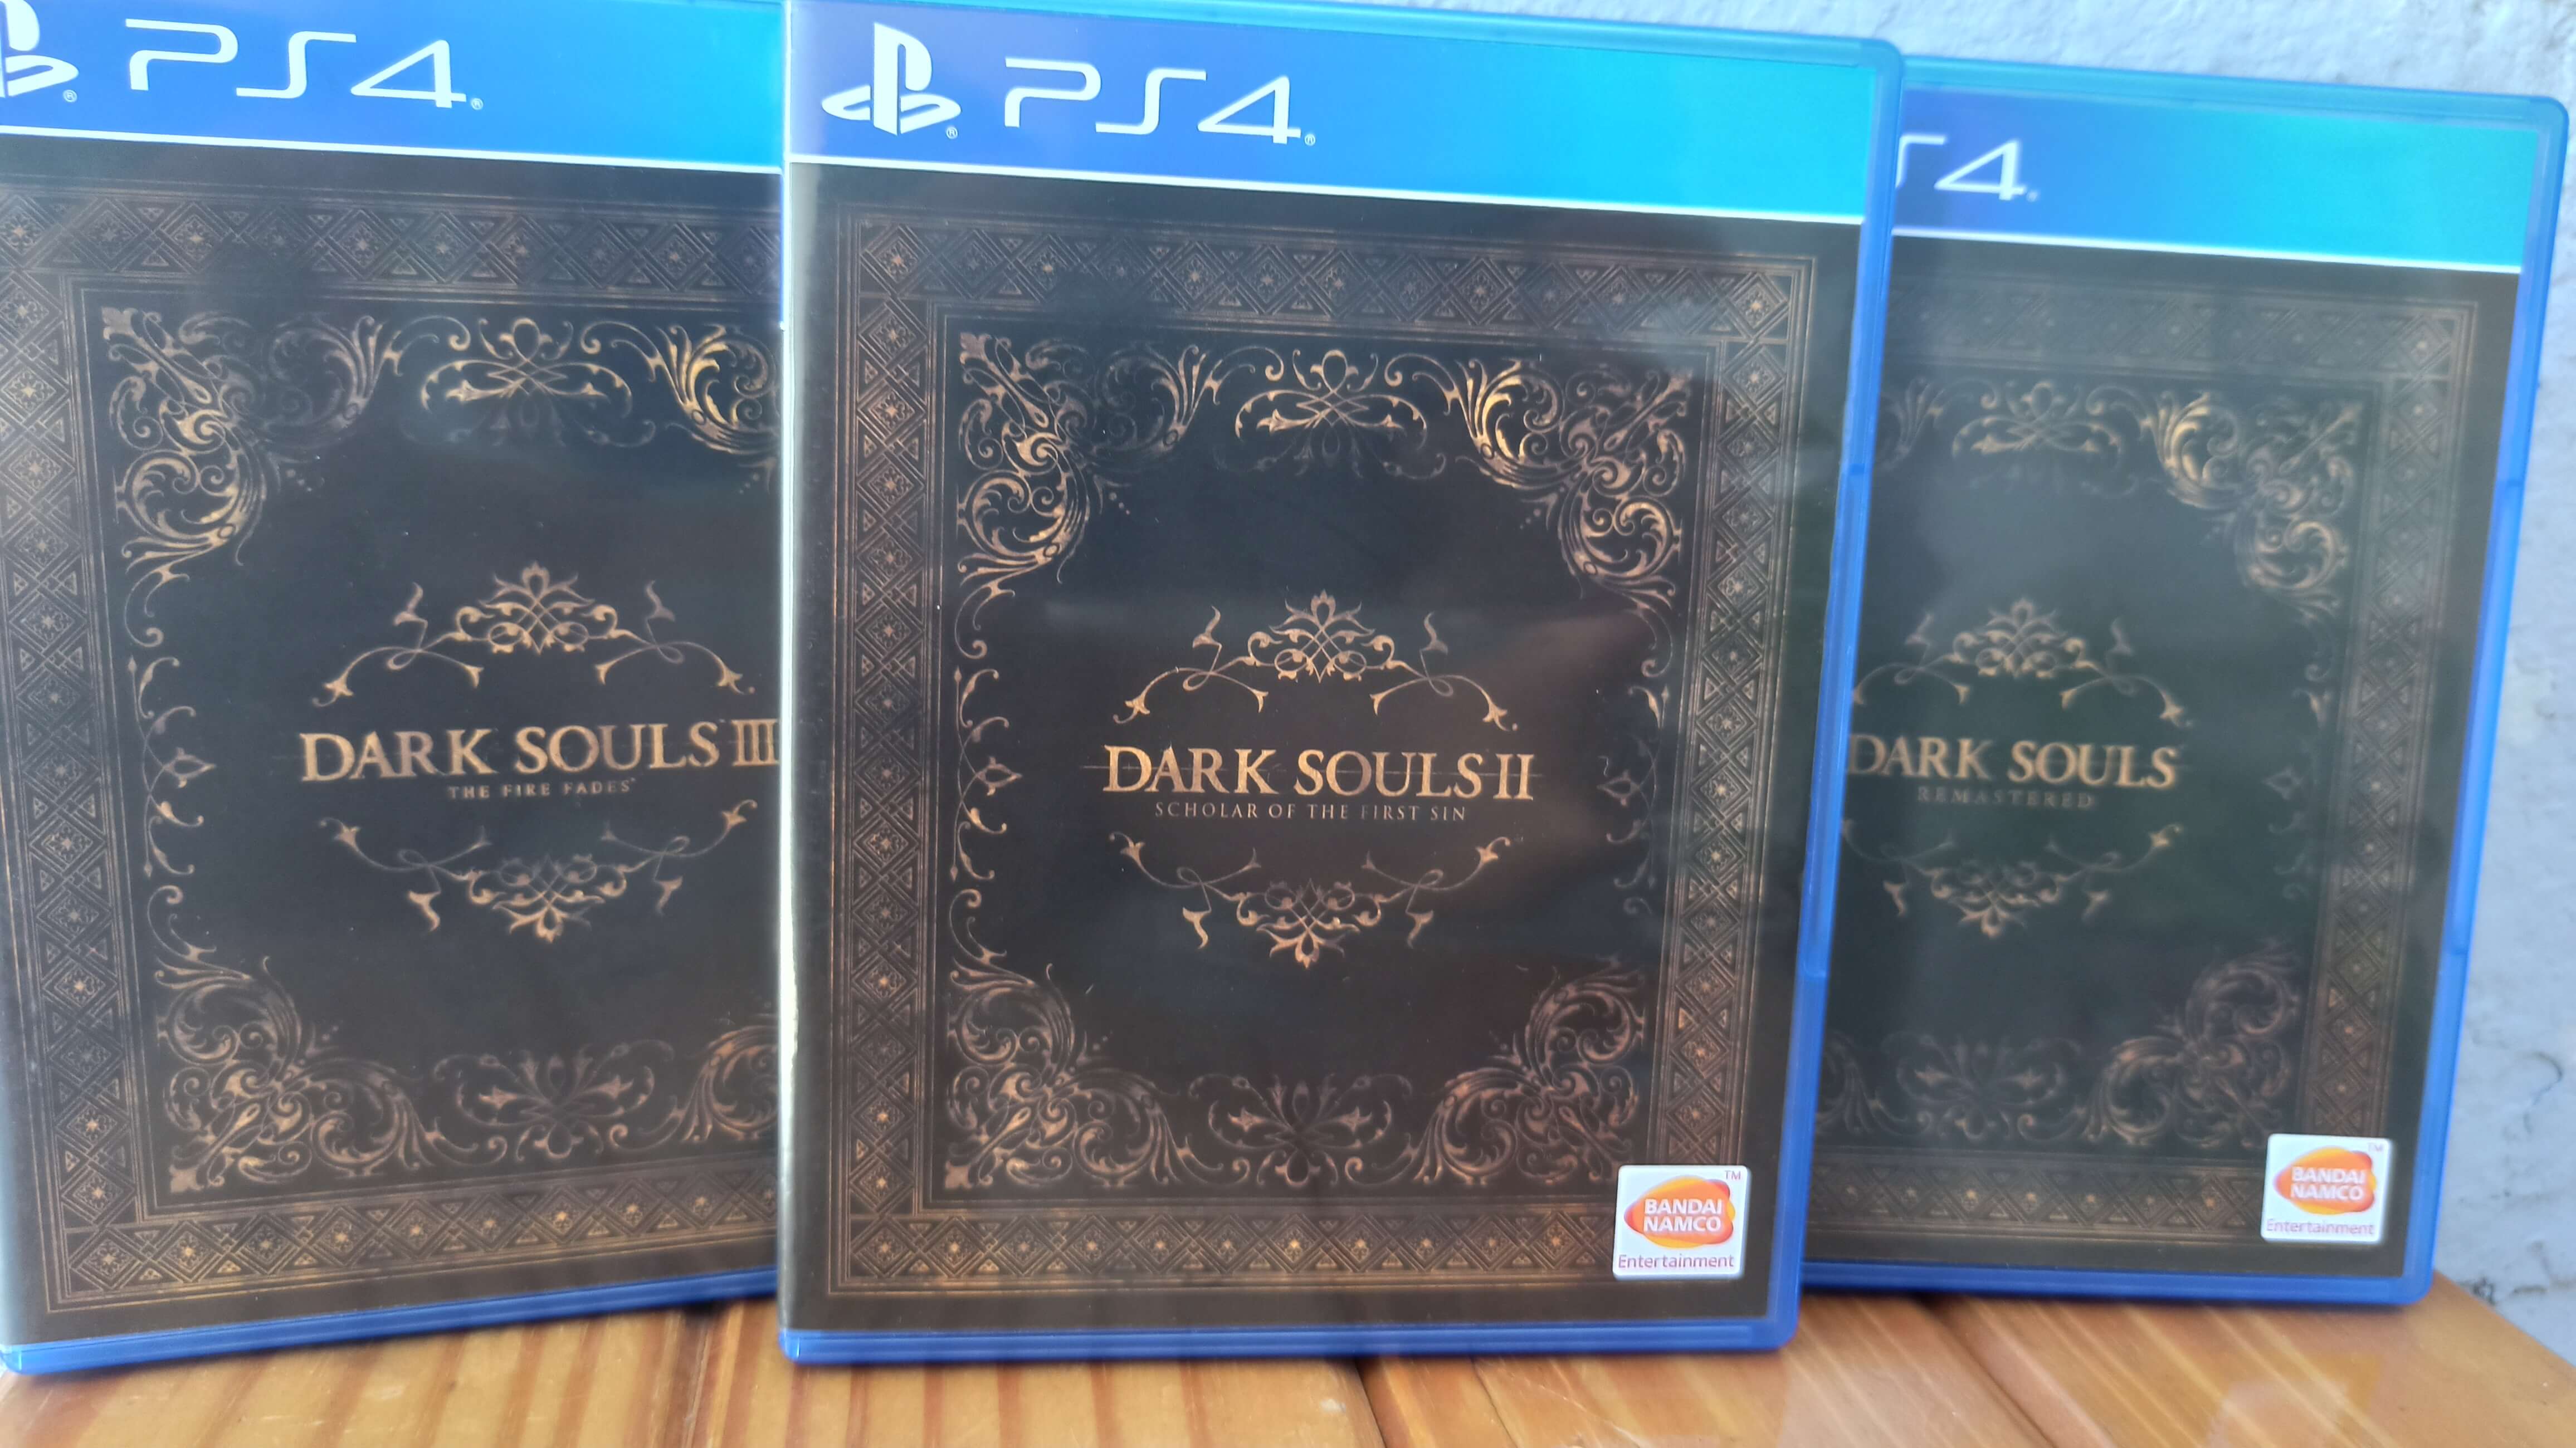 PS4
DARK SOULS III
THE FIRE FADES
PS4
DARK SOULS II
SCHOLAR OF THE FIRST SIN
BANDAI
NAMCO
Entertainment
S4
DARK SOULS
REMASTERED
BANDAI
NAMCO
Entertainment